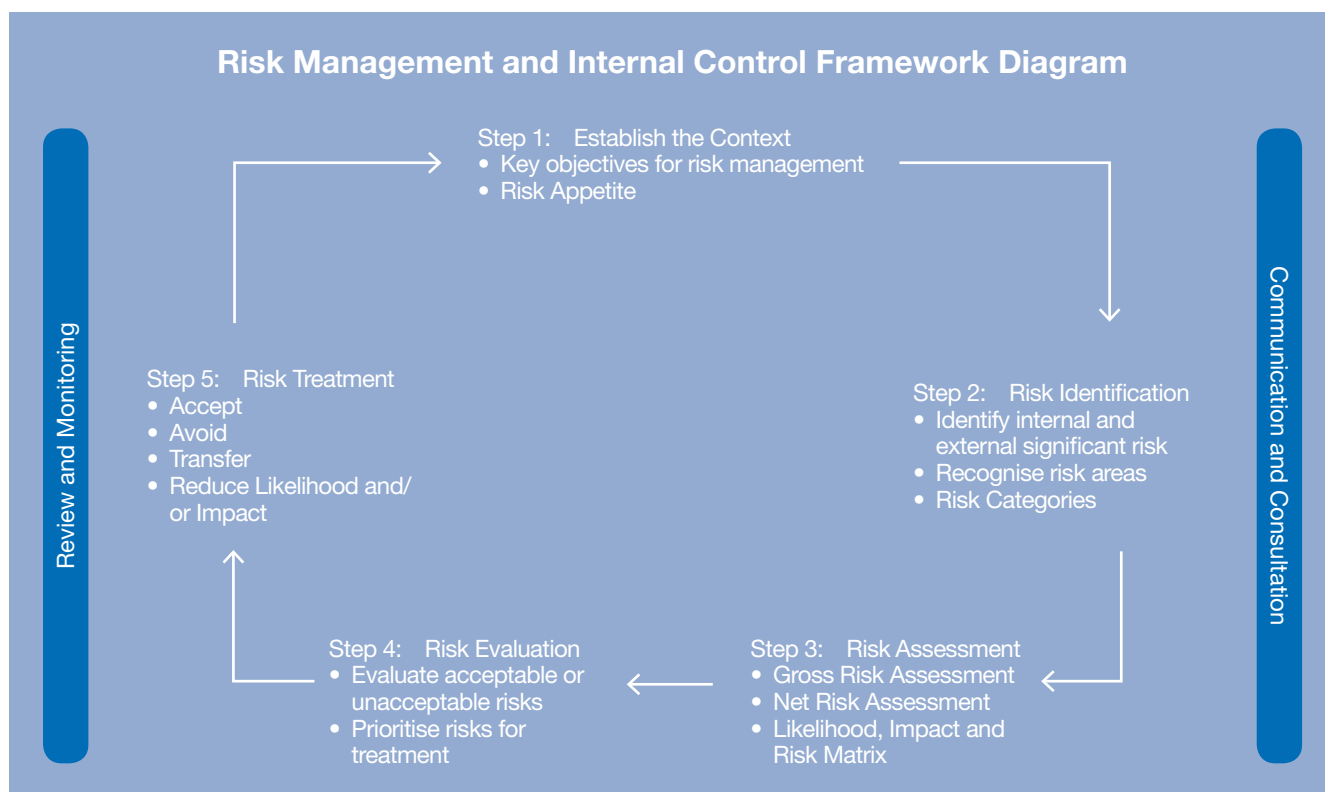 Risk Management and Internal Control Framework Diagram
Step 1: Establish the Context
• Key objectives for risk management
• Risk Appetite
Step 2: Risk Identification
• Identify internal and
external significant risk
• Recognise risk areas
• Risk Categories
Step 3: Risk Assessment
• Gross Risk Assessment
• Net Risk Assessment
• Likelihood, Impact and
Risk Matrix
Step 4: Risk Evaluation
• Evaluate acceptable or
unacceptable risks
• Prioritise risks for
treatment
Step 5: Risk Treatment
• Accept
• Avoid
• Transfer
• Reduce Likelihood and/
or Impact
Review and Monitoring
Communication and Consultation